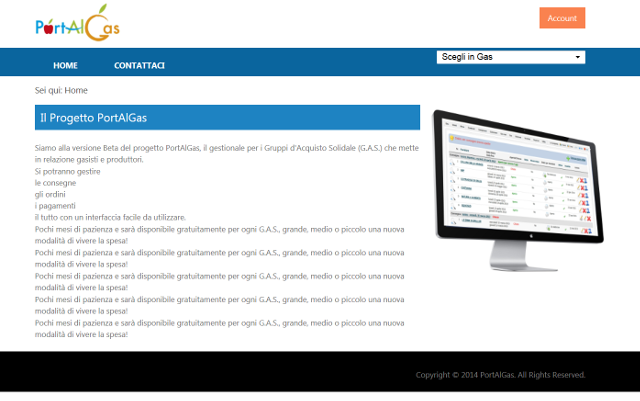 PortAlGas
Account
HOME
CONTATTACI
Scegli in Gas
Sei qui: Home
Il Progetto PortAlGas
Siamo alla versione Beta del progetto PortAlGas, il gestionale per i Gruppi d'Acquisto Solidale (G.A.S.) che mette
in relazione gasisti e produttori.
Si potranno gestire
le consegne
gli ordini
i pagamenti
il tutto con un interfaccia facile da utilizzare.
Pochi mesi di pazienza e sarà disponibile gratuitamente per ogni G.A.S., grande, medio o piccolo una nuova
modalità di vivere la spesa!
Pochi mesi di pazienza e sarà disponibile gratuitamente per ogni G.A.S., grande, medio o piccolo una nuova
modalità di vivere la spesa!
Pochi mesi di pazienza e sarà disponibile gratuitamente per ogni G.A.S., grande, medio o piccolo una nuova
modalità di vivere la spesa!
Pochi mesi di pazienza e sarà disponibile gratuitamente per ogni G.A.S., grande, medio o piccolo una nuova
modalità di vivere la spesa!
Pochi mesi di pazienza e sarà disponibile gratuitamente per ogni G.A.S., grande, medio o piccolo una nuova
modalità di vivere la spesa!
Copyright © 2014 PortAlGas. All Rights Reserved.